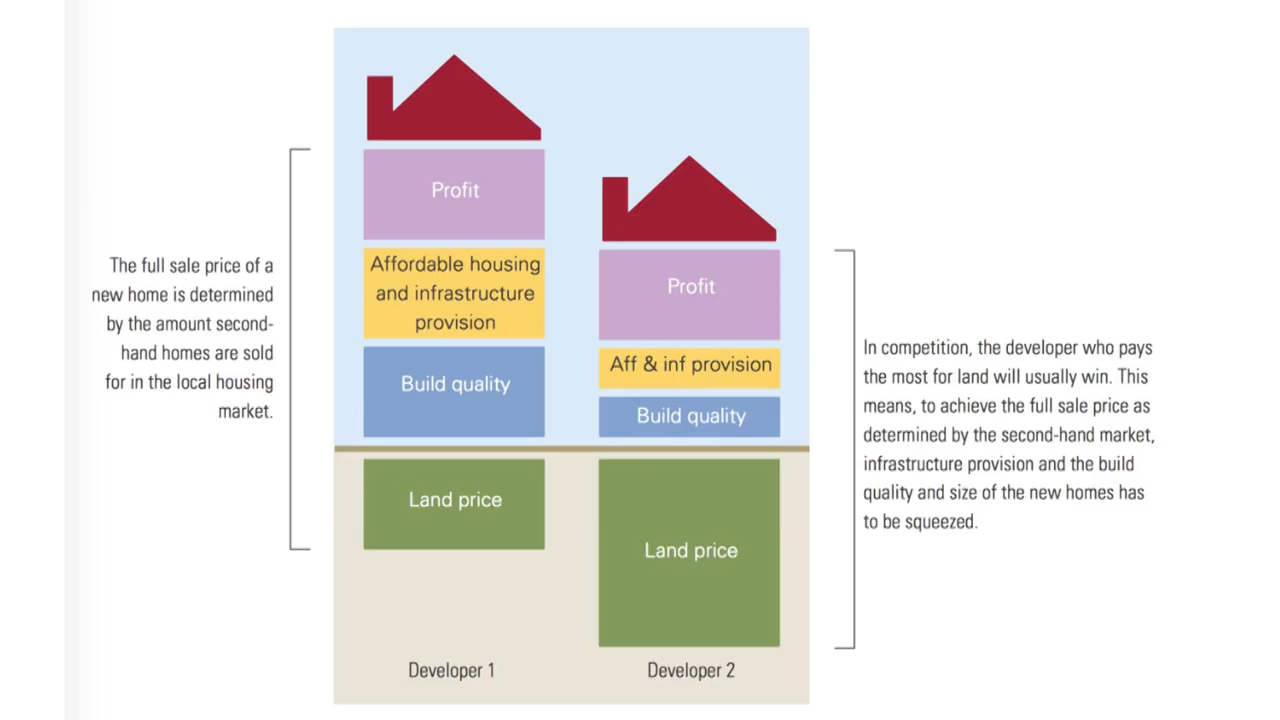 The full sale price of a
new home is determined
by the amount second-
hand homes are sold
for in the local housing
market.
Profit
Affordable housing
and infrastructure
provision
Build quality
Land price
Developer 1
Profit
Aff & inf provision
Build quality
Land price
Developer 2
In competition, the developer who pays
the most for land will usually win. This
means, to achieve the full sale price as
determined by the second-hand market,
infrastructure provision and the build
quality and size of the new homes has
to be squeezed.